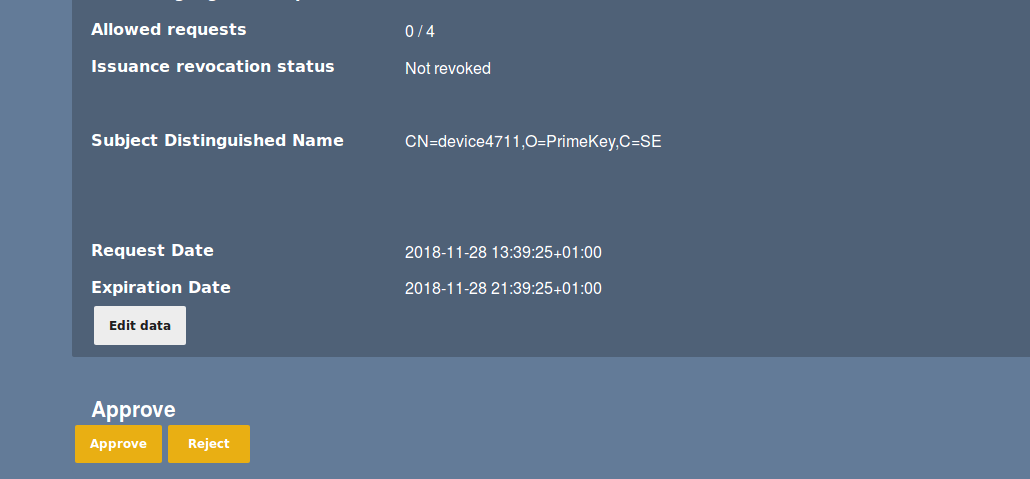 Allowed requests 0 / 4
Issuance revocation status Not revoked
Subject Distinguished Name CN=device4711,O=PrimeKey,C=SE
Request Date 2018-11-28 13:39:25+01:00
Expiration Date 2018-11-28 21:39:25+01:00
Edit data
Approve
Approve Reject